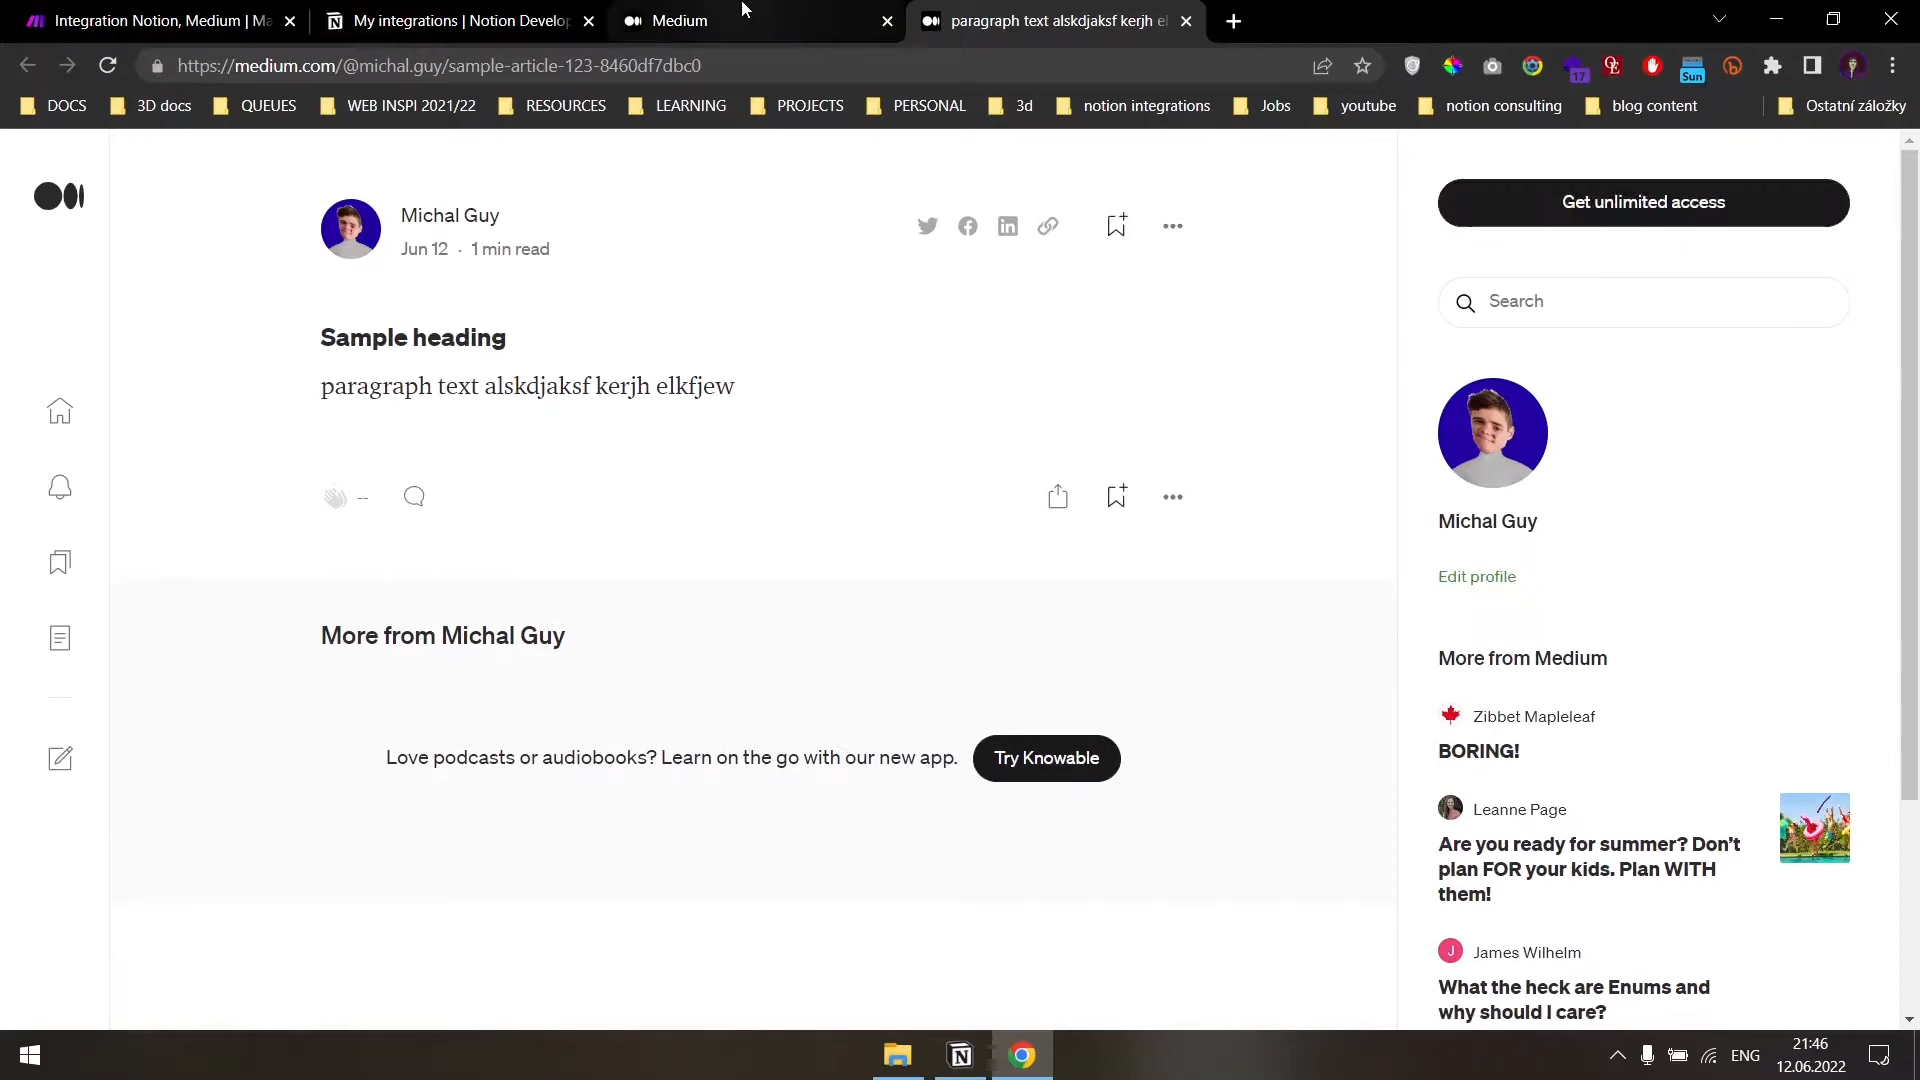 Integration Notion, Medium | Ma
My integrations | Notion Develop
Medium
paragraph text alskdjaksf kerjh el
https://medium.com/@michal.guy/sample-article-123-8460df7dbc0
17
Sun
DOCS
3D docs
QUEUES
WEB INSPI 2021/22
RESOURCES
LEARNING
PROJECTS
PERSONAL
3d
notion integrations
Jobs
youtube
notion consulting
blog content
Ostatní záložky
Michal Guy
Jun 12 · 1 min read
Sample heading
paragraph text alskdjaksf kerjh elkfjew
--
More from Michal Guy
Love podcasts or audiobooks? Learn on the go with our new app.
Try Knowable
Get unlimited access
Search
Michal Guy
Edit profile
More from Medium
Zibbet Mapleleaf
BORING!
Leanne Page
Are you ready for summer? Don’t
plan FOR your kids. Plan WITH
them!
J
James Wilhelm
What the heck are Enums and
why should I care?
ENG
21:46
12.06.2022